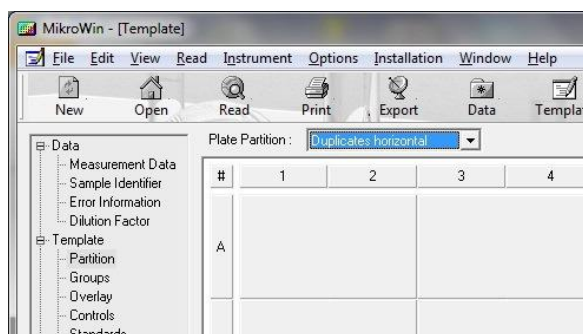 MikroWin - [Template]
File Edit View Read Instrument Options Installation Window Help
New Open Read Print Export Data
Plate Partition : Duplicates horizontal
Data
Measurement Data
Sample Identifier
Error Information
Dilution Factor
Template
Partition
Groups
Overlay
Controls
# 1 2 3 4
A